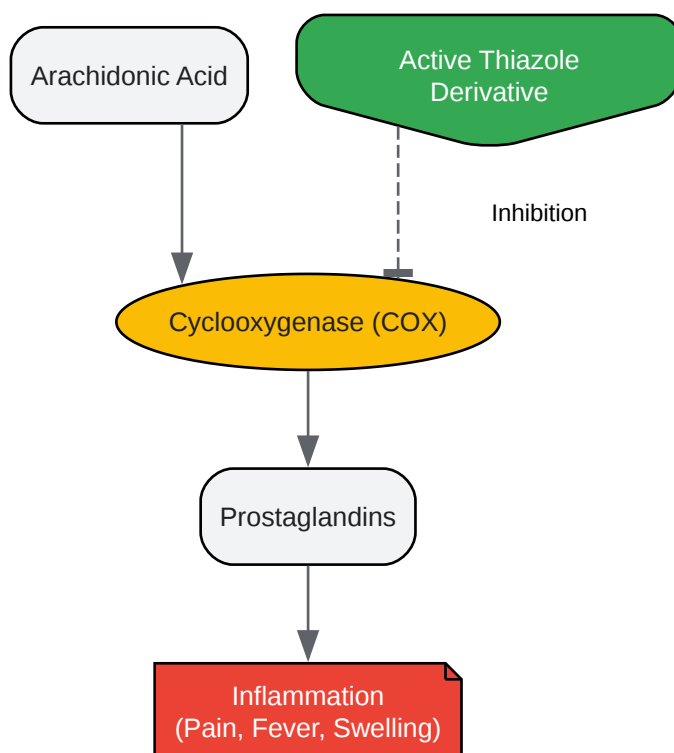 Arachidonic Acid
Active Thiazole
Derivative
Inhibition
Cyclooxygenase (COX)
Prostaglandins
Inflammation
(Pain, Fever, Swelling)